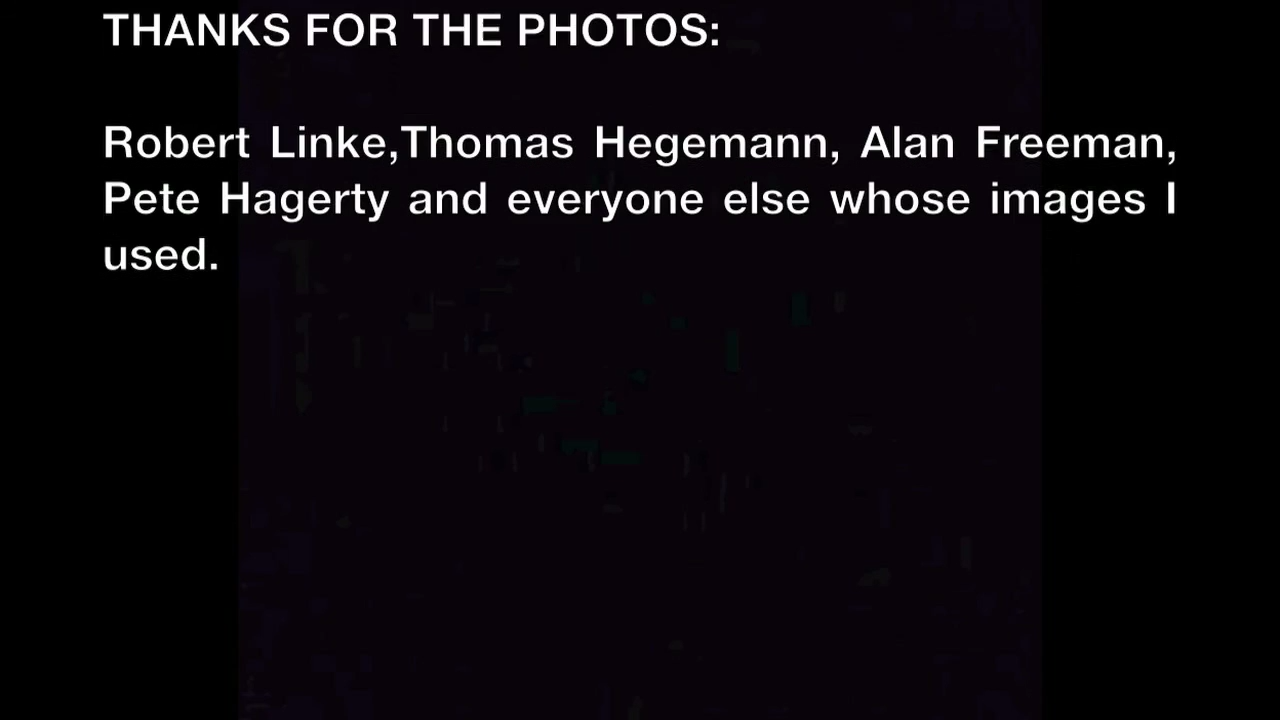 THANKS FOR THE PHOTOS:
Robert Linke,Thomas Hegemann, Alan Freeman,
Pete Hagerty and everyone else whose images I
used.